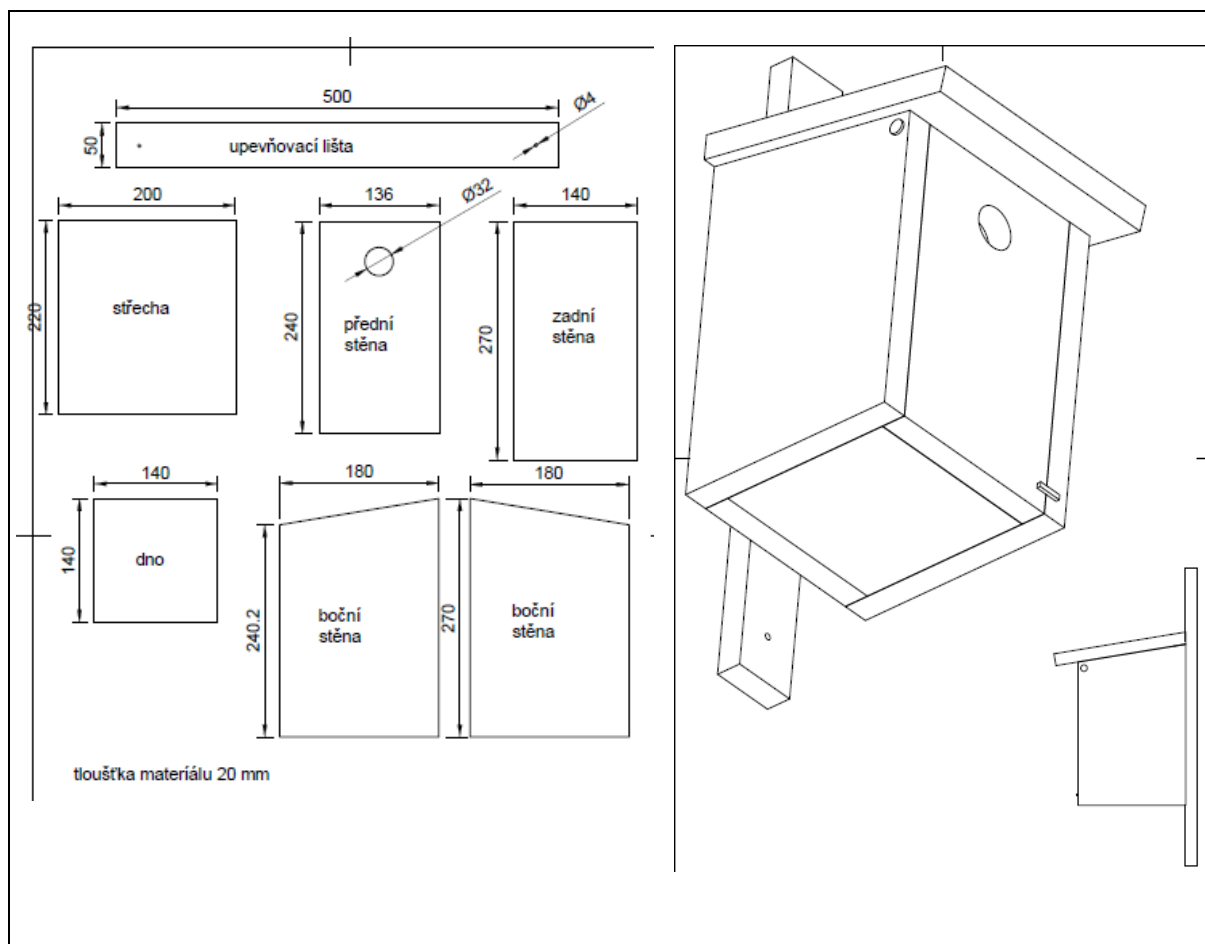 500
Ø4
50
upevňovací lišta
200
136
Ø32
140
220
střecha
240
přední
stěna
270
zadní
stěna
140
180
180
140
dno
240.2
boční
stěna
270
boční
stěna
tloušťka materiálu 20 mm